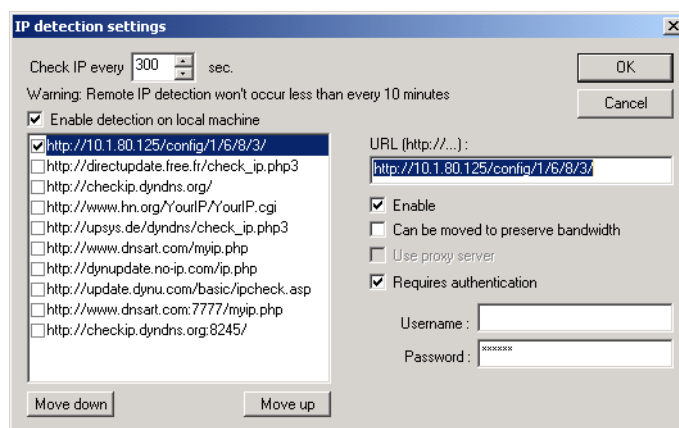 IP detection settings
Check IP every 300 sec.
OK
Warning: Remote IP detection won't occur less than every 10 minutes
Cancel
Enable detection on local machine
http://10.1.80.125/config/1/6/8/3/
http://directupdate.free.fr/check_ip.php3
http://checkip.dyndns.org/
http://www.hn.org/YourIP/YourIP.cgi
http://upsys.de/dyndns/check_ip.php3
http://www.dnsart.com/myip.php
http://dynupdate.no-ip.com/ip.php
http://update.dynu.com/basic/ipcheck.asp
http://www.dnsart.com:7777/myip.php
http://checkip.dyndns.org:8245/
Move down
Move up
URL (http://...) :
http://10.1.80.125/config/1/6/8/3/
Enable
Can be moved to preserve bandwidth
Use proxy server
Requires authentication
Username :
Password : xxxxxx